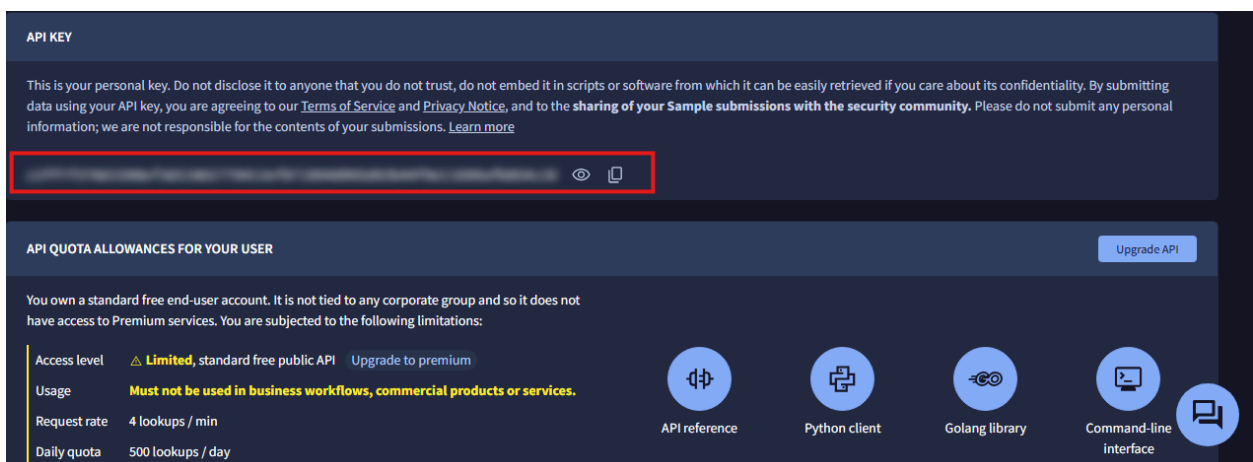 API KEY
This is your personal key. Do not disclose it to anyone that you do not trust, do not embed it in scripts or software from which it can be easily retrieved if you care about its confidentiality. By submitting
data using your API key, you are agreeing to our Terms of Service and Privacy Notice, and to the sharing of your Sample submissions with the security community. Please do not submit any personal
information; we are not responsible for the contents of your submissions. Learn more
API QUOTA ALLOWANCES FOR YOUR USER
Upgrade API
You own a standard free end-user account. It is not tied to any corporate group and so it does not
have access to Premium services. You are subjected to the following limitations:
Access level Limited, standard free public API Upgrade to premium
Usage Must not be used in business workflows, commercial products or services.
Request rate 4 lookups / min
Daily quota 500 lookups / day
API reference
Python client
GO
Golang library
Command-line
interface